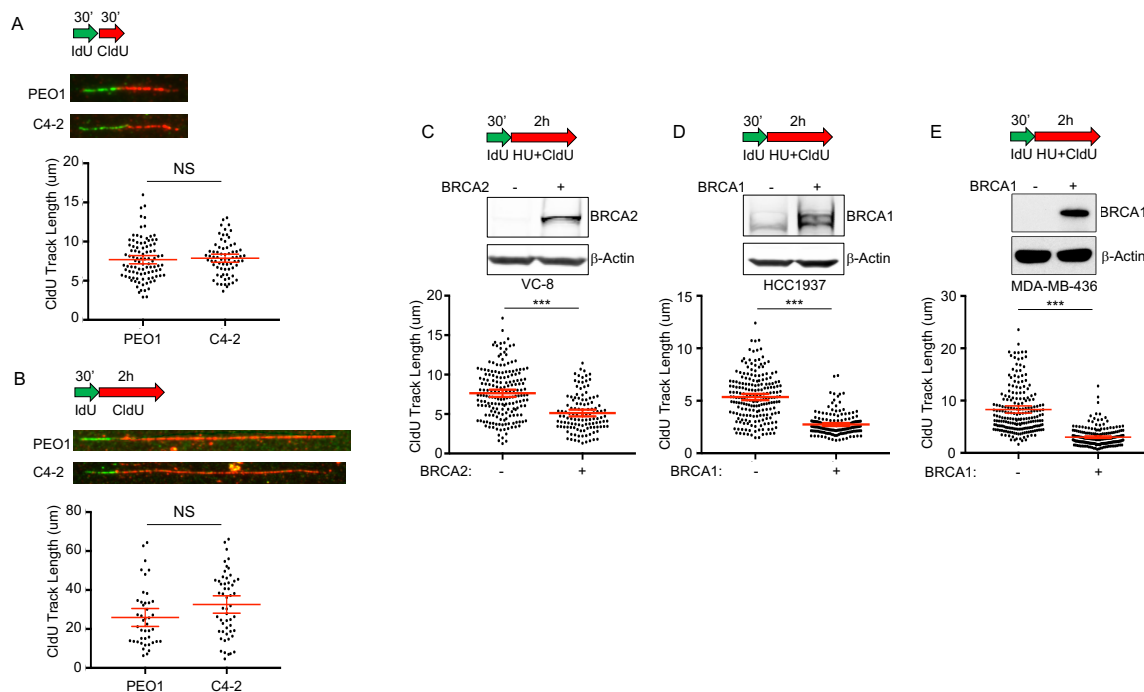 A
30’ 30’
IdU CldU
PEO1
C4-2
NS
CldU Track Length (um)
20
15
10
5
0
PEO1 C4-2
B
30’ 2h
IdU CldU
PEO1
C4-2
NS
CldU Track Length (um)
80
60
40
20
0
PEO1 C4-2
C
30’ 2h
IdU HU+CldU
BRCA2 - +
BRCA2
β-Actin
VC-8
***
CldU Track Length (um)
20
15
10
5
0
BRCA2: - +
D
30’ 2h
IdU HU+CldU
BRCA1 - +
BRCA1
β-Actin
HCC1937
***
CldU Track Length (um)
15
10
5
0
BRCA1: - +
E
30’ 2h
IdU HU+CldU
BRCA1 - +
BRCA1
β-Actin
MDA-MB-436
***
CldU Track Length (um)
30
20
10
0
BRCA1: - +